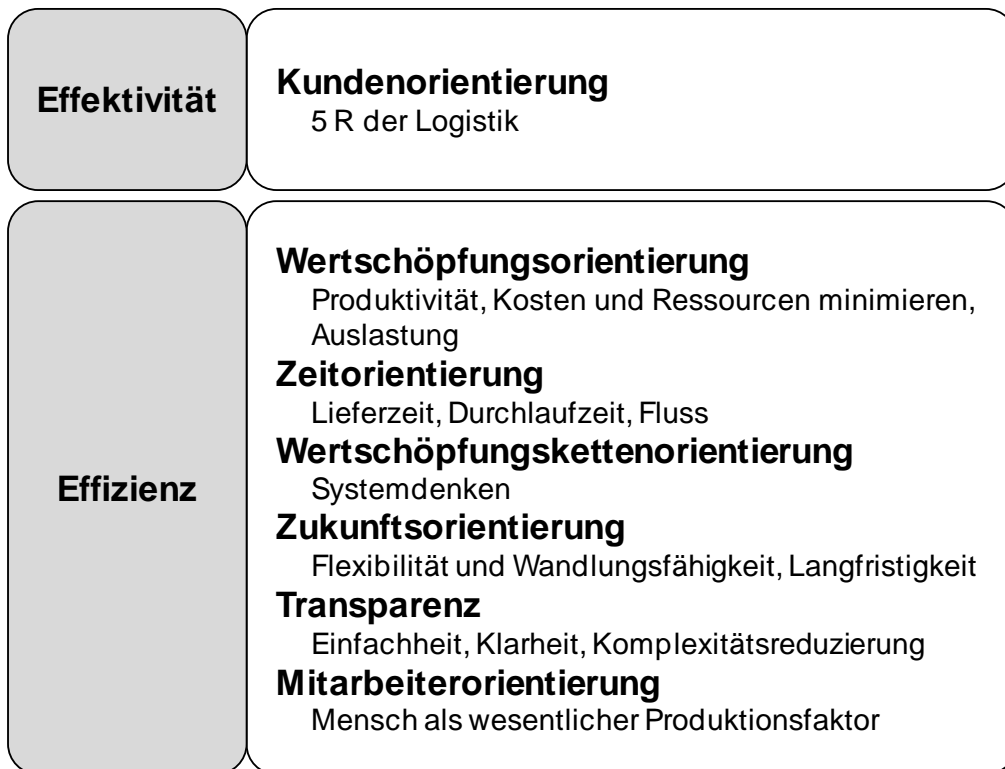 Effektivität
Kundenorientierung
5 R der Logistik
Effizienz
Wertschöpfungsorientierung
Produktivität, Kosten und Ressourcen minimieren,
Auslastung
Zeitorientierung
Lieferzeit, Durchlaufzeit, Fluss
Wertschöpfungskettenorientierung
Systemdenken
Zukunftsorientierung
Flexibilität und Wandlungsfähigkeit, Langfristigkeit
Transparenz
Einfachheit, Klarheit, Komplexitätsreduzierung
Mitarbeiterorientierung
Mensch als wesentlicher Produktionsfaktor